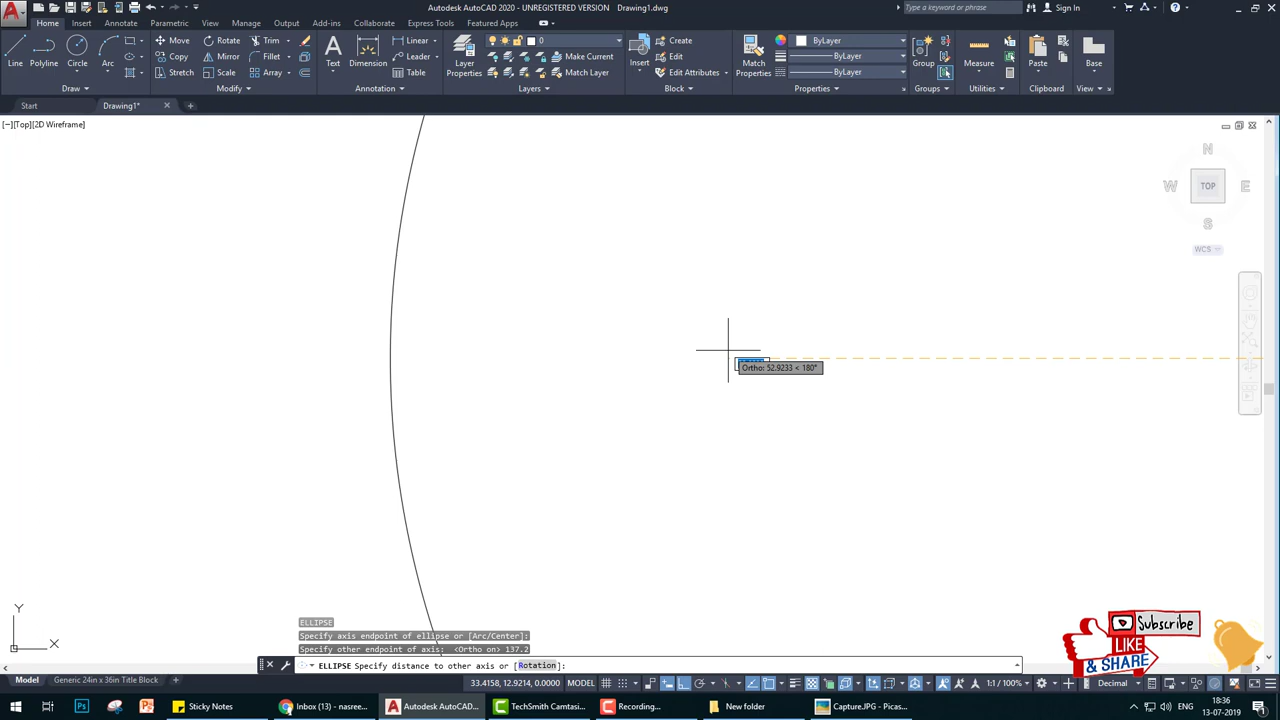 Autodesk AutoCAD 2020 - UNREGISTERED VERSION Drawing1.dwg
Type a keyword or phrase
Sign In
Home Insert Annotate Parametric View Manage Output Add-ins Collaborate Express Tools Featured Apps
Line Polyline Circle Arc
Move Rotate Trim
Copy Mirror Fillet
Stretch Scale Array
Text Dimension
Linear
Leader
Table
Layer Properties
0
Make Current
Match Layer
Insert
Create
Edit
Edit Attributes
Match Properties
ByLayer
ByLayer
ByLayer
Group
Measure
Paste
Base
Draw Modify Annotation Layers Block Properties Groups Utilities Clipboard View
Start Drawing1*
[−][Top][2D Wireframe]
N
W TOP E
S
WCS
Ortho: 52.9233 < 180°
Y
X
ELLIPSE
Specify axis endpoint of ellipse or [Arc/Center]:
Specify other endpoint of axis: <Ortho on> 137.2
ELLIPSE Specify distance to other axis or [Rotation]:
Subscribe
LIKE
& SHARE
Model Generic 24in x 36in Title Block
33.4158, 12.9214, 0.0000 MODEL 1:1 / 100% Decimal
Sticky Notes Inbox (13) - nasree... Autodesk AutoCAD... TechSmith Camtasi... Recording... New folder Capture.JPG - Picas...
18:36
13-07-2019